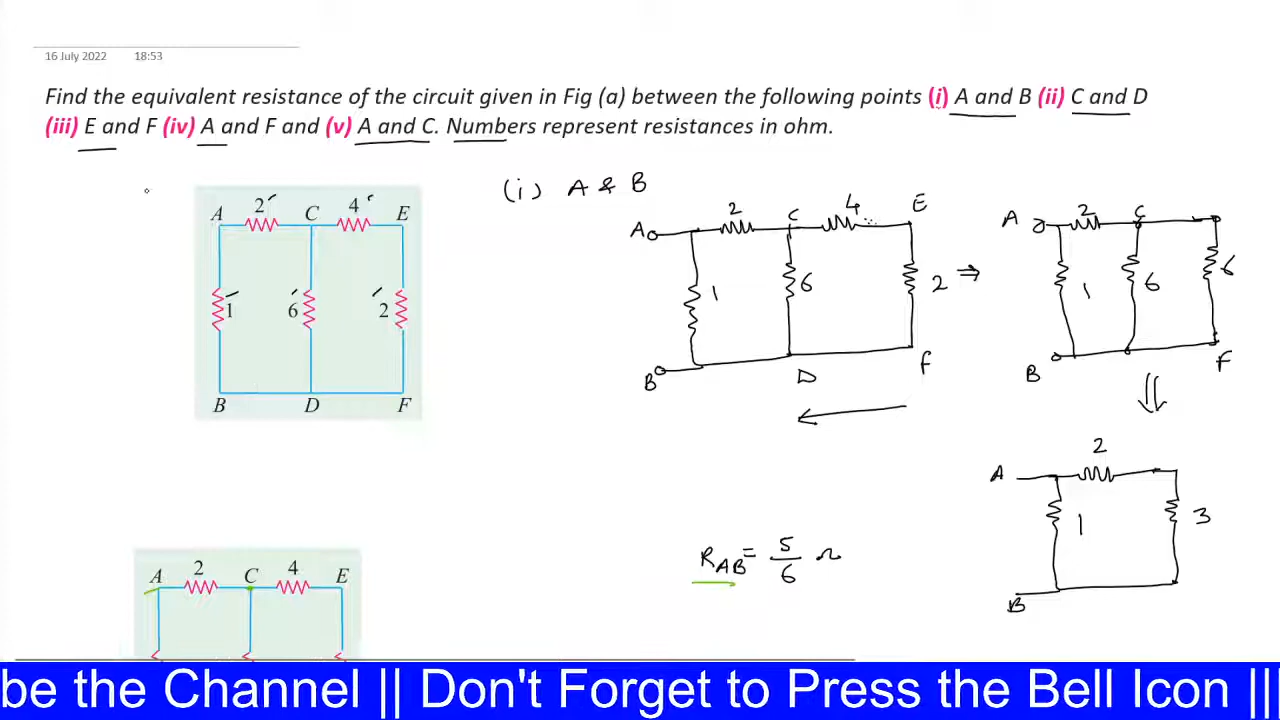 16 July 2022 18:53
Find the equivalent resistance of the circuit given in Fig (a) between the following points (i) A and B (ii) C and D
(iii) E and F (iv) A and F and (v) A and C. Numbers represent resistances in ohm.
A 2 C 4 E
1 6 2
B D F
(i) A & B
A 2 C 4 E
1 6 2 ⇒
B D F
A 2 C
1 6 6
B F
⇓
A 2
1 3
B
R_AB = 5/6 Ω
A 2 C 4 E
be the Channel || Don't Forget to Press the Bell Icon ||